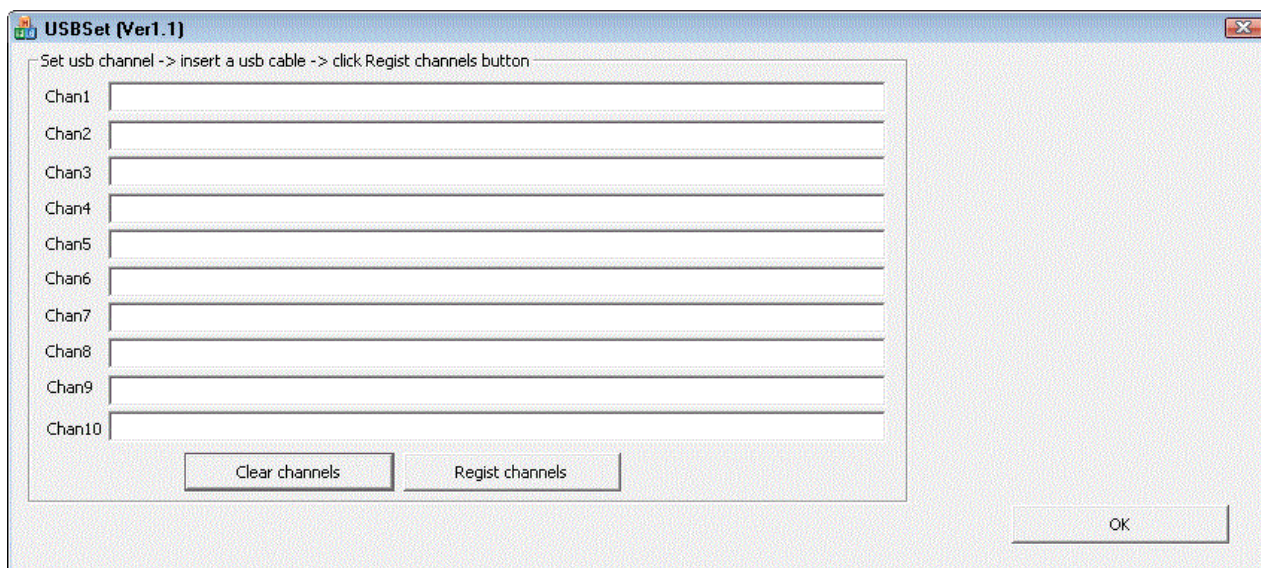 USBSet (Ver1.1)
Set usb channel -> insert a usb cable -> click Regist channels button
Chan1
Chan2
Chan3
Chan4
Chan5
Chan6
Chan7
Chan8
Chan9
Chan10
Clear channels Regist channels
OK